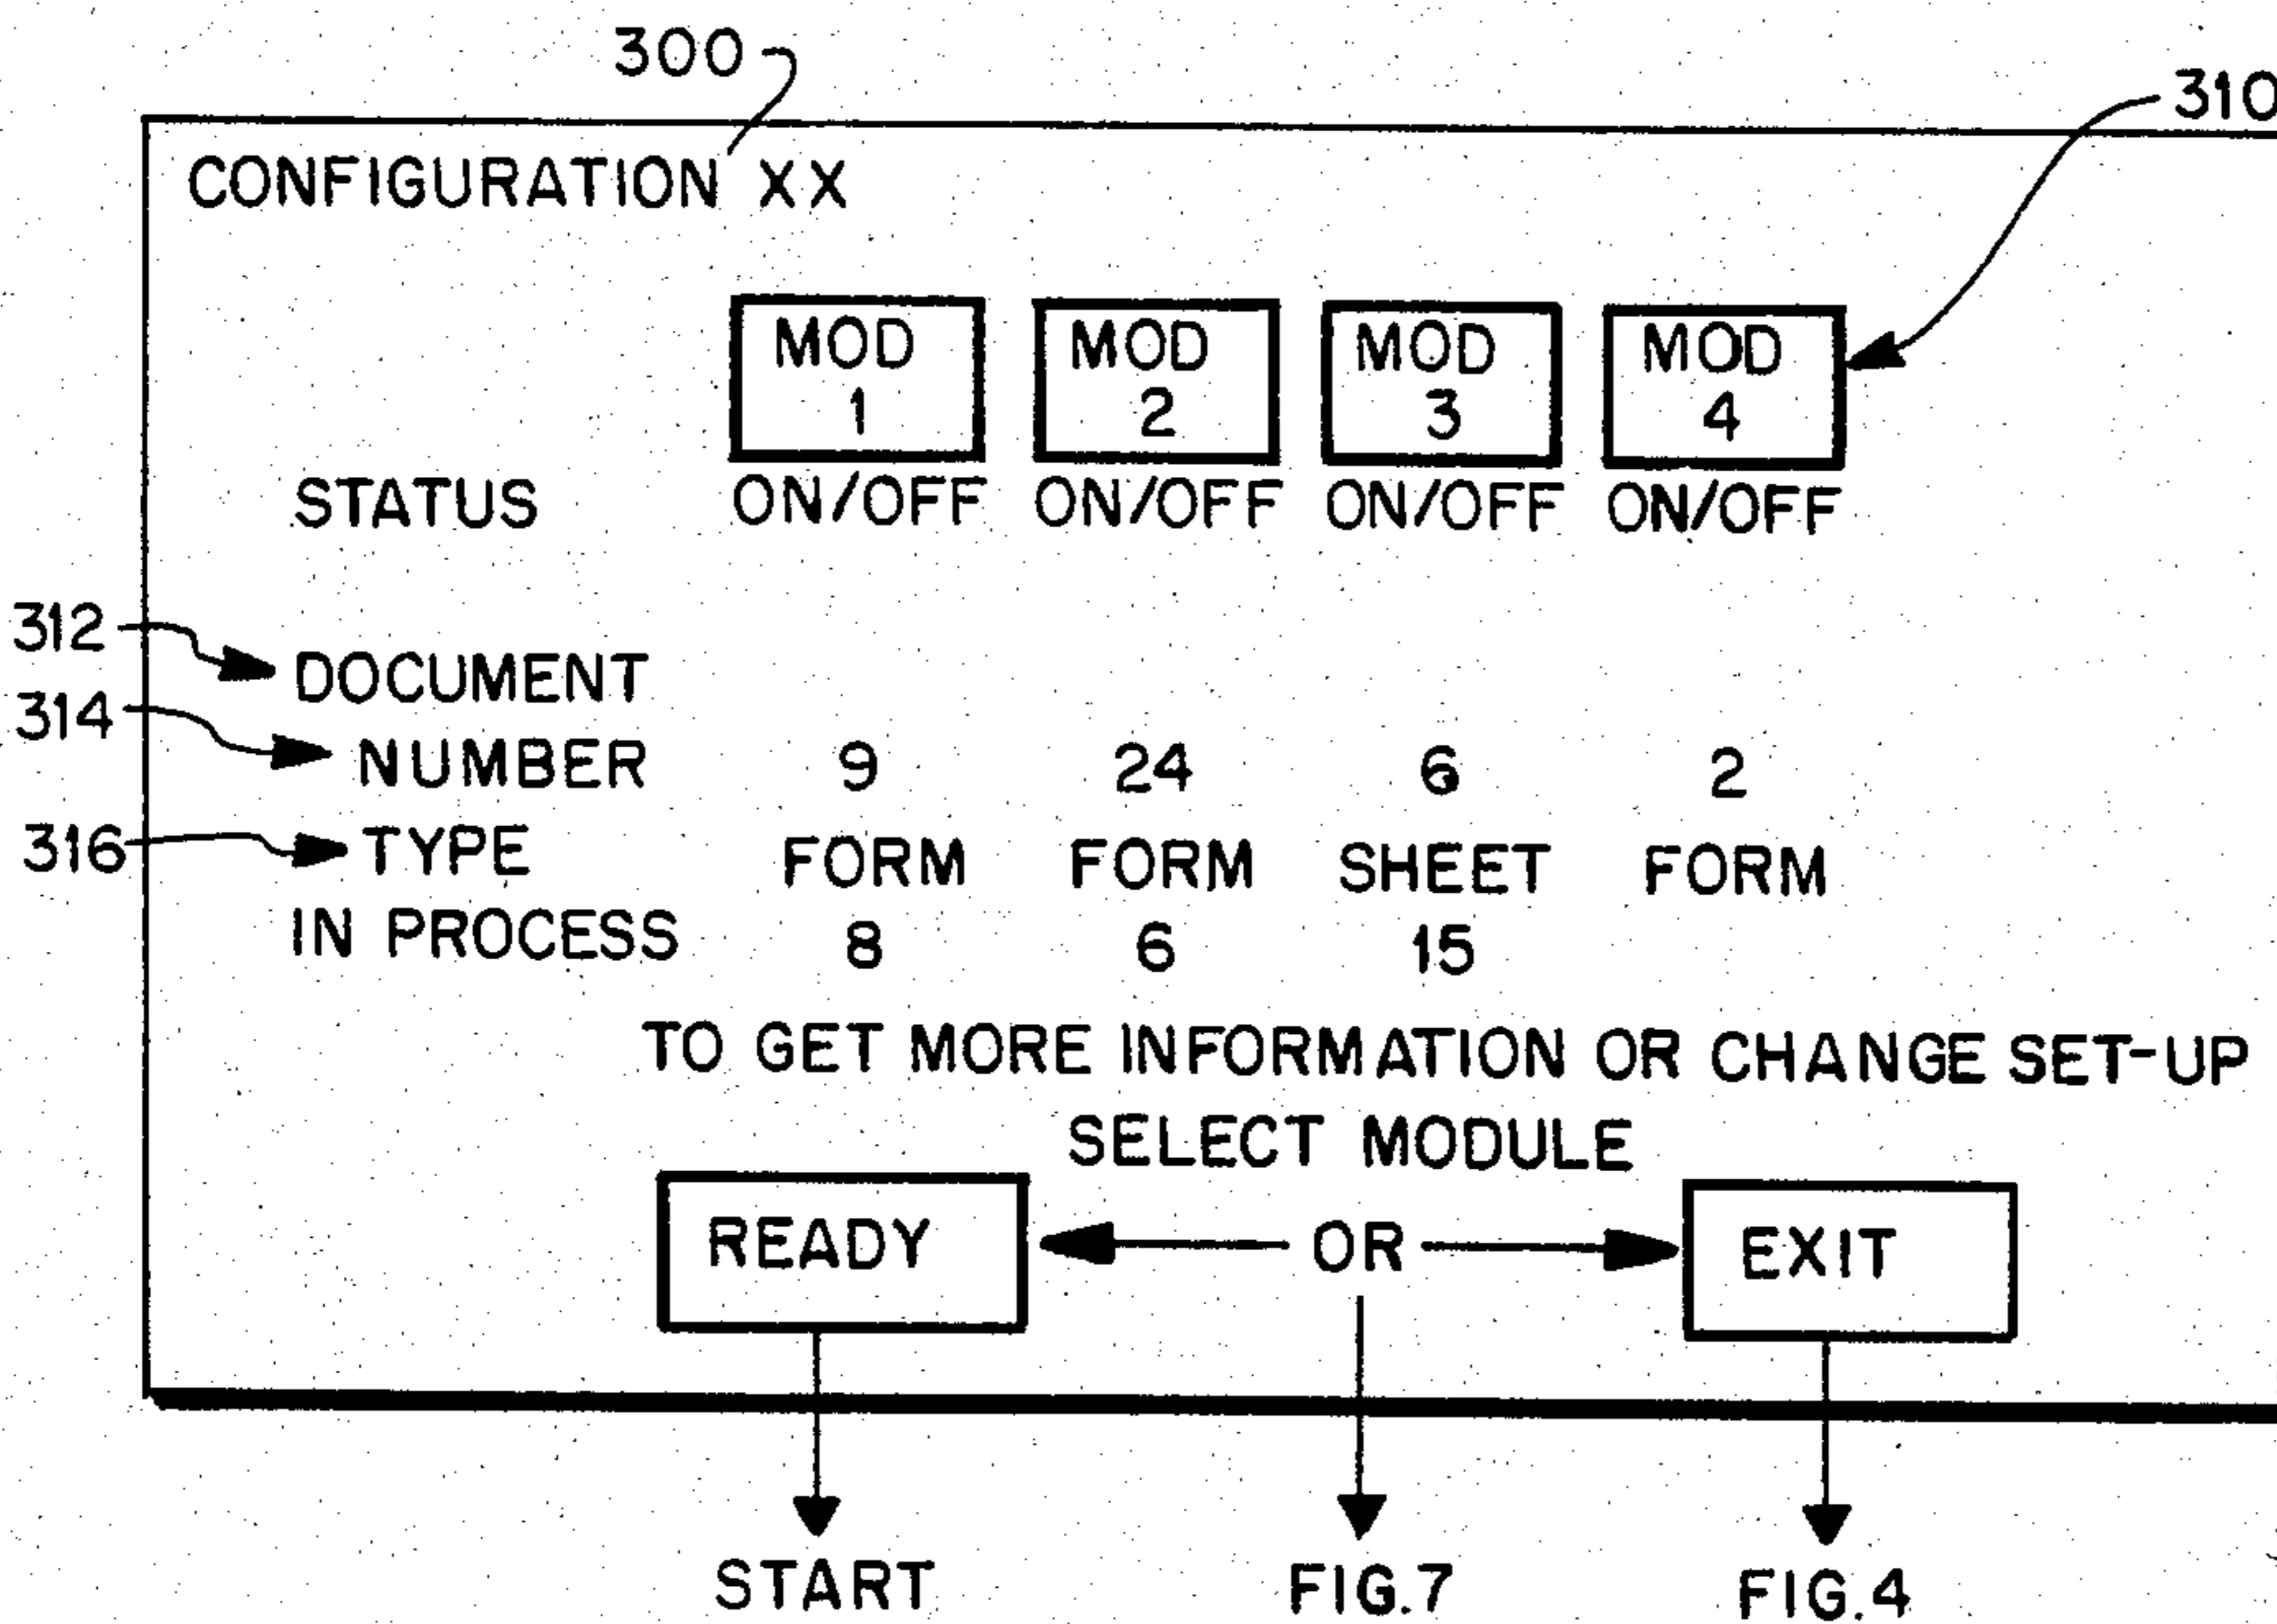 300
310
CONFIGURATION XX
MOD MOD MOD MOD
1 2 3 4
STATUS ON/OFF ON/OFF ON/OFF ON/OFF
312
DOCUMENT
314
NUMBER 9 24 6 2
316 TYPE FORM FORM SHEET FORM
IN PROCESS 8 6 15
TO GET MORE INFORMATION OR CHANGE SET-UP
SELECT MODULE
READY OR EXIT
START FIG.7 FIG.4